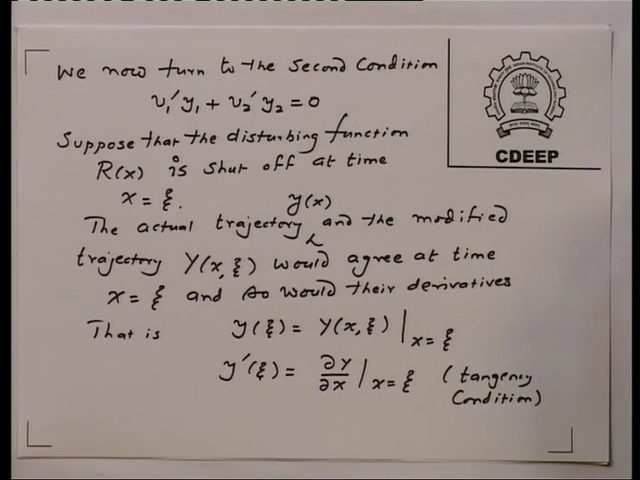 We now turn to the Second Condition
v₁'y₁ + v₂'y₂ = 0
Suppose that the disturbing function
R(x) is shut off at time
x = ξ. y(x)
The actual trajectory and the modified
trajectory Y(x, ξ) would agree at time
x = ξ and so would their derivatives
That is y(ξ) = Y(x, ξ) |x = ξ
y'(ξ) = ∂Y/∂x |x = ξ (tangency
Condition)
CDEEP